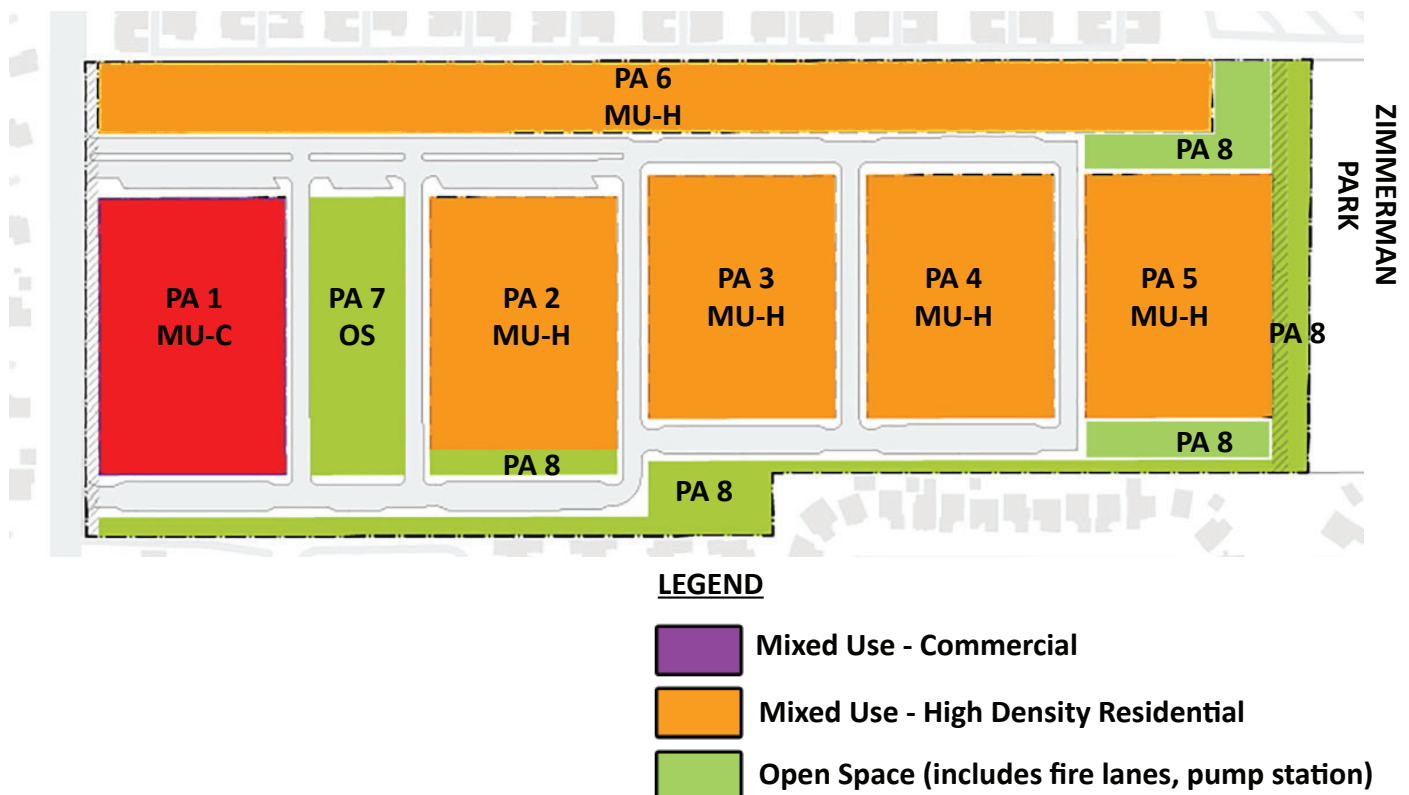 PA 6
MU-H
PA 8
ZIMMERMAN
PARK
PA 1
MU-C
PA 7
OS
PA 2
MU-H
PA 3
MU-H
PA 4
MU-H
PA 5
MU-H
PA 8
PA 8
PA 8
PA 8
LEGEND
Mixed Use - Commercial
Mixed Use - High Density Residential
Open Space (includes fire lanes, pump station)